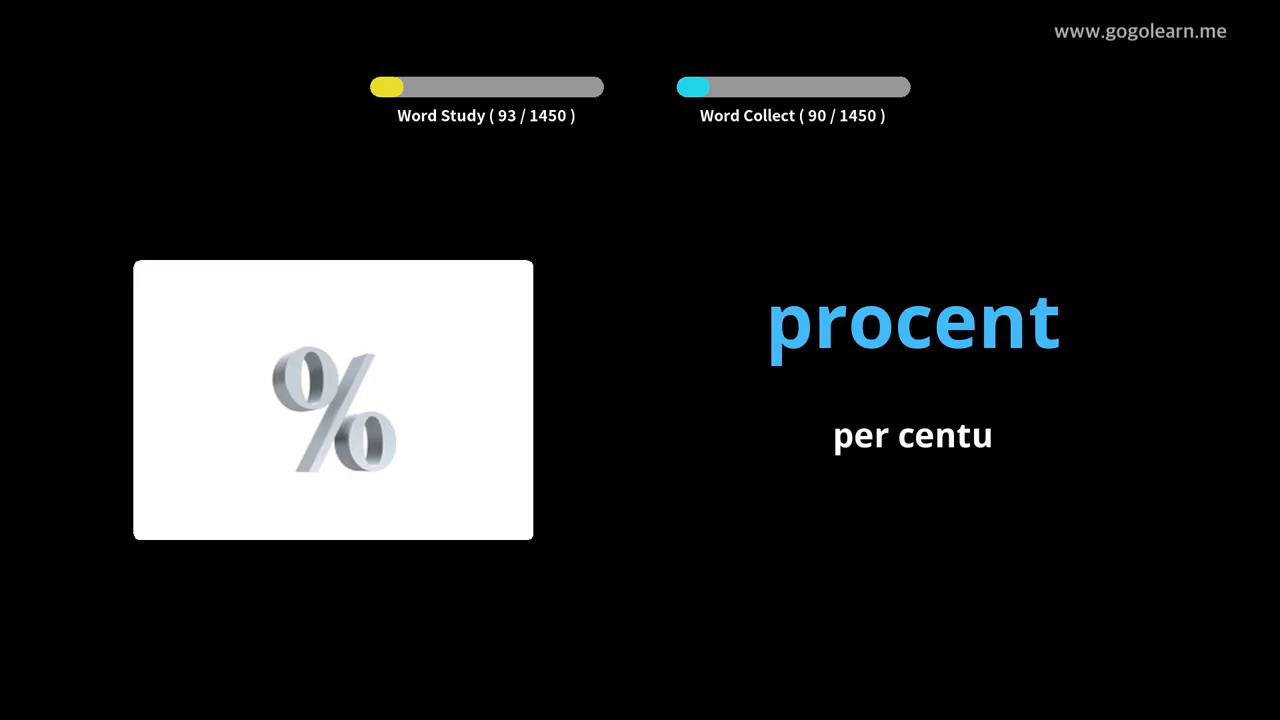 www.gogolearn.me
Word Study ( 93 / 1450 )
Word Collect ( 90 / 1450 )
%
procent
per centu